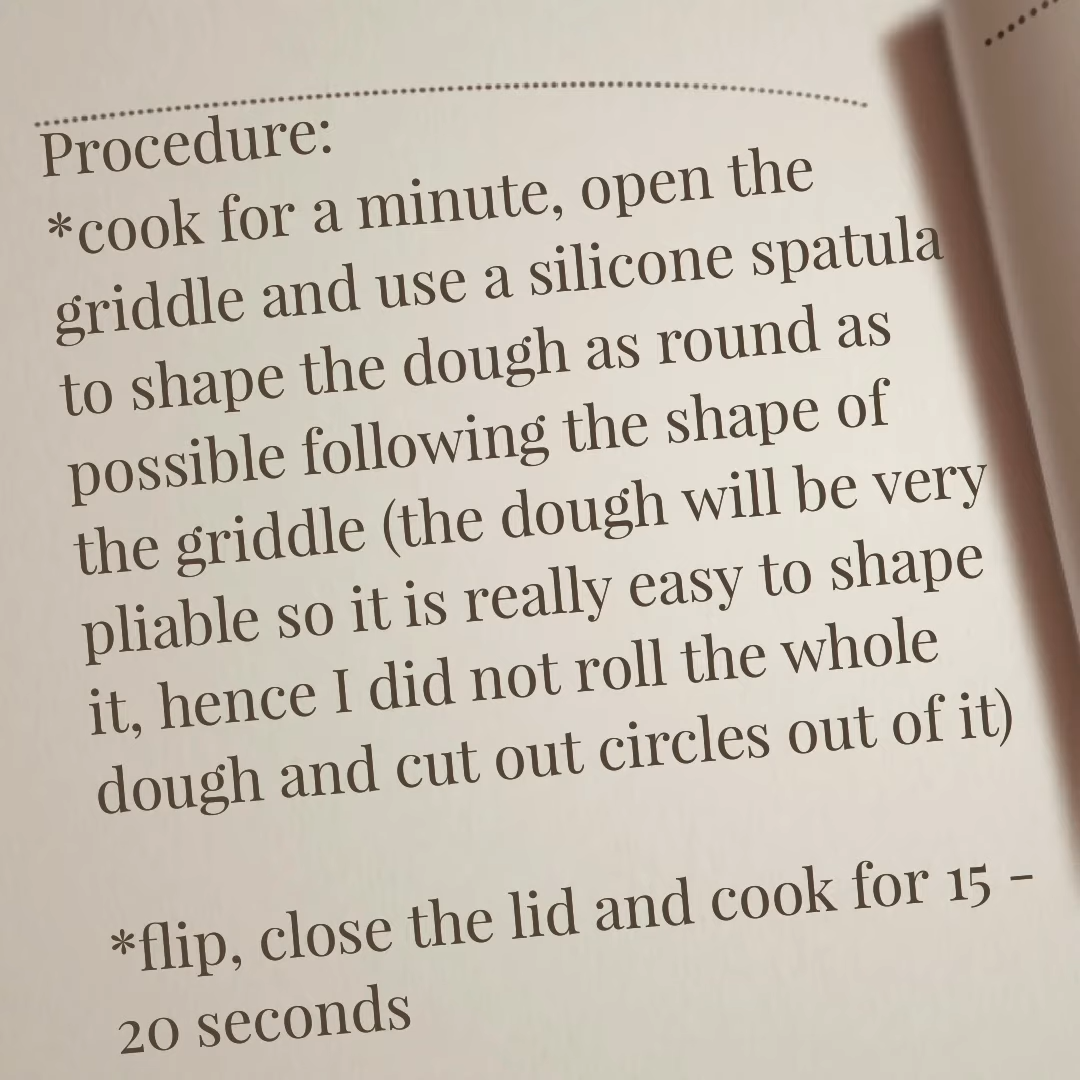 Procedure:
*cook for a minute, open the
griddle and use a silicone spatula
to shape the dough as round as
possible following the shape of
the griddle (the dough will be very
pliable so it is really easy to shape
it, hence I did not roll the whole
dough and cut out circles out of it)
*flip, close the lid and cook for 15 -
20 seconds